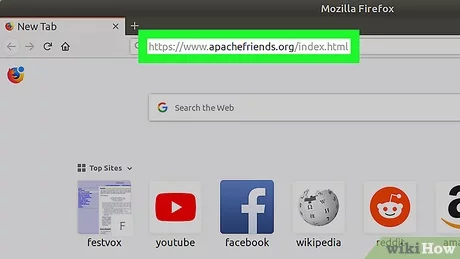 Mozilla Firefox
New Tab
https://www.apachefriends.org/index.html
Search the Web
Top Sites
F
festvox
youtube
facebook
wikipedia
reddit
amazon
wikiHow